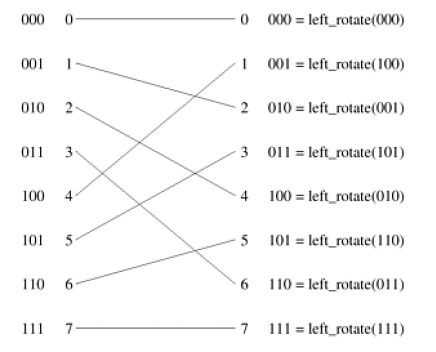 000 0 0 000 = left_rotate(000)
001 1 1 001 = left_rotate(100)
010 2 2 010 = left_rotate(001)
011 3 3 011 = left_rotate(101)
100 4 4 100 = left_rotate(010)
101 5 5 101 = left_rotate(110)
110 6 6 110 = left_rotate(011)
111 7 7 111 = left_rotate(111)